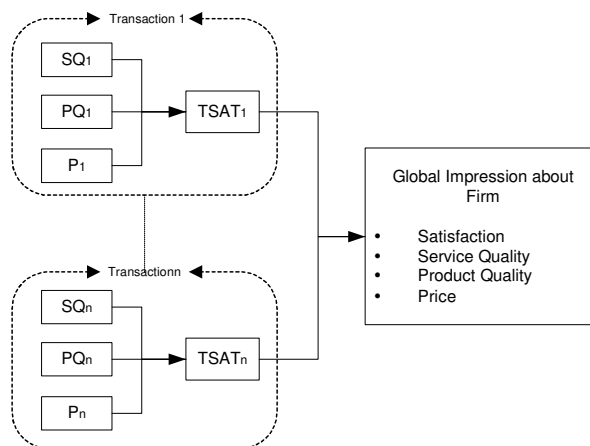 Transaction 1
SQ1
PQ1
TSAT1
P1
Global Impression about
Firm
• Satisfaction
• Service Quality
• Product Quality
• Price
Transactionn
SQn
PQn
TSATn
Pn